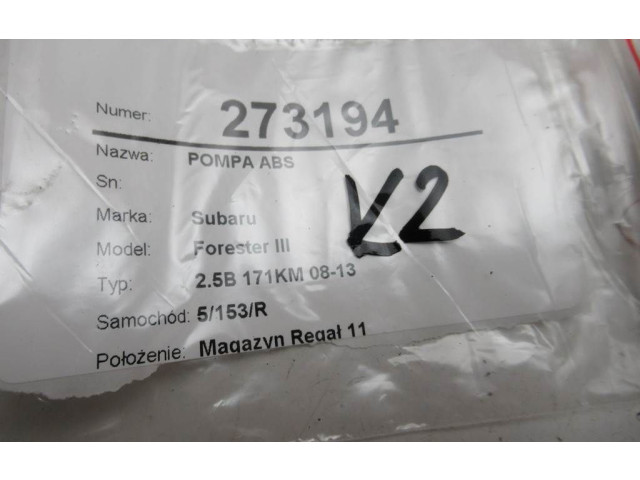 Numer: 273194
Nazwa: POMPA ABS
Sn:
Marka: Subaru
K2
Model: Forester III
Typ: 2.5B 171KM 08-13
Samochód: 5/153/R
Położenie: Magazyn Regał 11